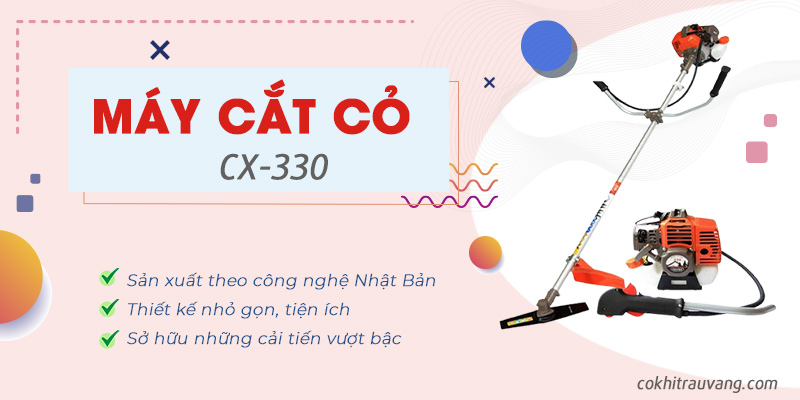 MÁY CẮT CỎ
CX-330
Sản xuất theo công nghệ Nhật Bản
Thiết kế nhỏ gọn, tiện ích
Sở hữu những cải tiến vượt bậc
cokhitrauvang.com